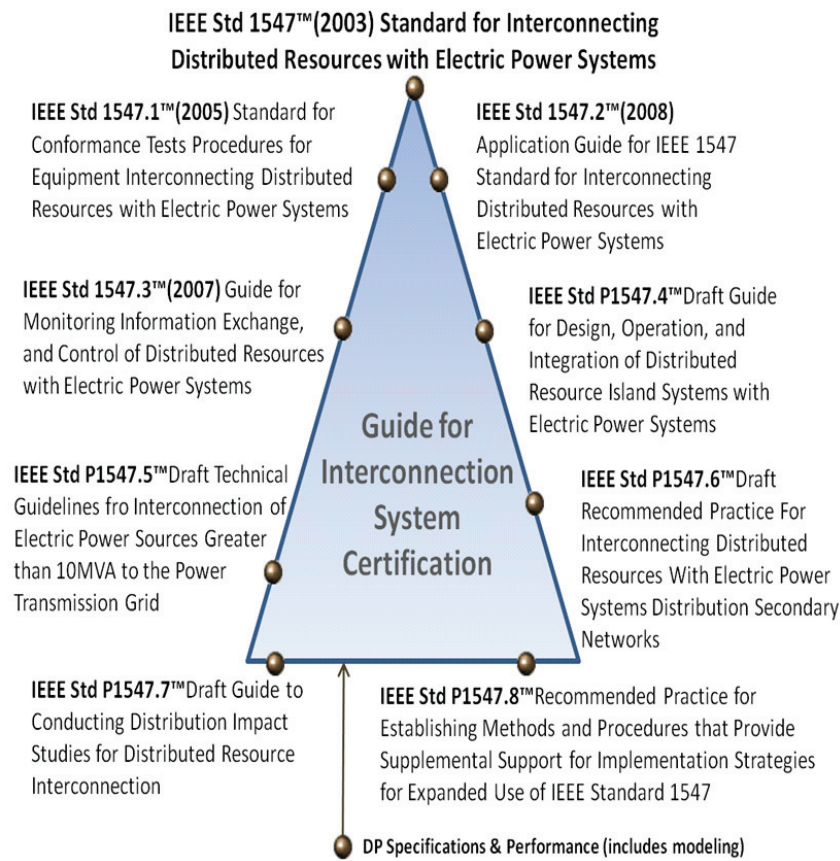 IEEE Std 1547™(2003) Standard for Interconnecting
Distributed Resources with Electric Power Systems
IEEE Std 1547.1™(2005) Standard for
Conformance Tests Procedures for
Equipment Interconnecting Distributed
Resources with Electric Power Systems
IEEE Std 1547.2™(2008)
Application Guide for IEEE 1547
Standard for Interconnecting
Distributed Resources with
Electric Power Systems
IEEE Std 1547.3™(2007) Guide for
Monitoring Information Exchange,
and Control of Distributed Resources
with Electric Power Systems
IEEE Std P1547.4™Draft Guide
for Design, Operation, and
Integration of Distributed
Resource Island Systems with
Electric Power Systems
Guide for
Interconnection
System
Certification
IEEE Std P1547.5™Draft Technical
Guidelines fro Interconnection of
Electric Power Sources Greater
than 10MVA to the Power
Transmission Grid
IEEE Std P1547.6™Draft
Recommended Practice For
Interconnecting Distributed
Resources With Electric Power
Systems Distribution Secondary
Networks
IEEE Std P1547.7™Draft Guide to
Conducting Distribution Impact
Studies for Distributed Resource
Interconnection
IEEE Std P1547.8™Recommended Practice for
Establishing Methods and Procedures that Provide
Supplemental Support for Implementation Strategies
for Expanded Use of IEEE Standard 1547
DP Specifications & Performance (includes modeling)